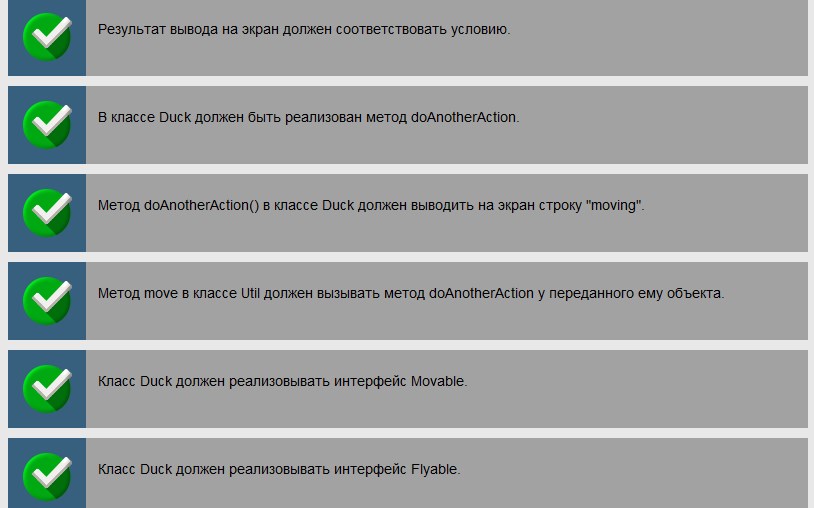 Результат вывода на экран должен соответствовать условию.
В классе Duck должен быть реализован метод doAnotherAction.
Метод doAnotherAction() в классе Duck должен выводить на экран строку "moving".
Метод move в классе Util должен вызывать метод doAnotherAction у переданного ему объекта.
Класс Duck должен реализовывать интерфейс Movable.
Класс Duck должен реализовывать интерфейс Flyable.